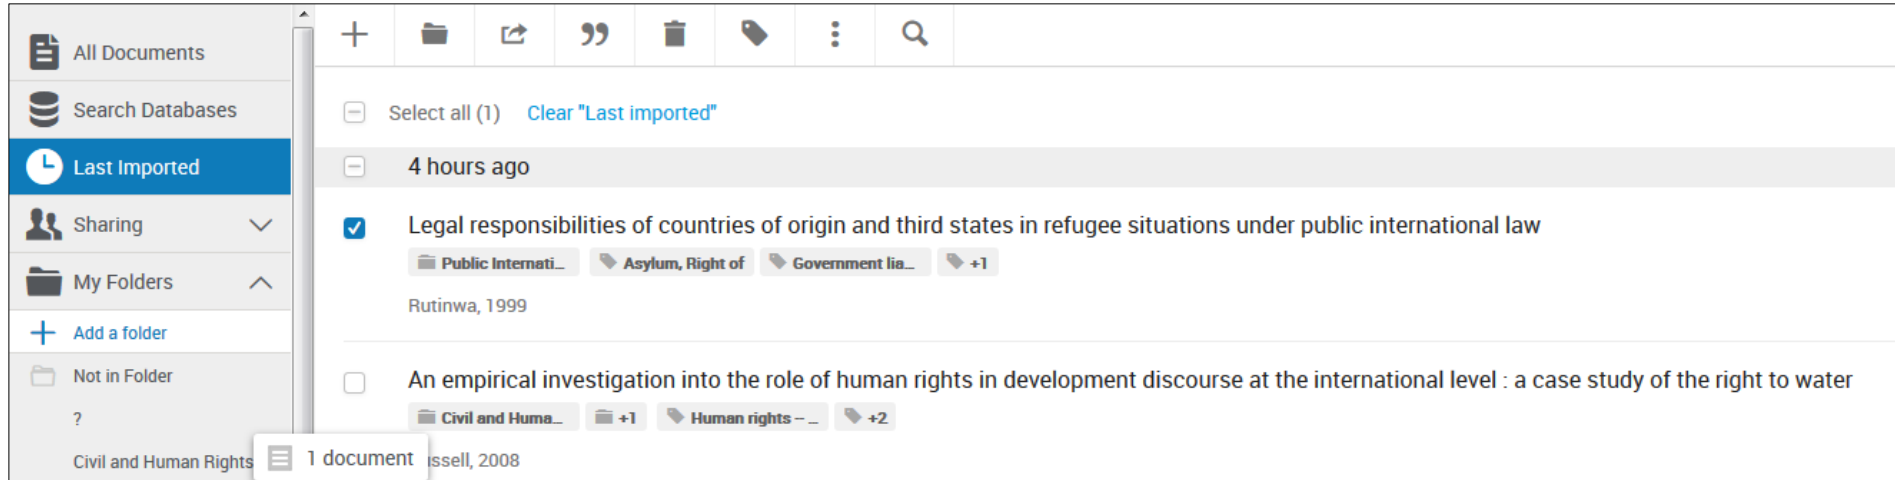 All Documents
Search Databases
Last Imported
Sharing
My Folders
Add a folder
Not in Folder
?
Civil and Human Rights
1 document
Select all (1) Clear "Last imported"
4 hours ago
Legal responsibilities of countries of origin and third states in refugee situations under public international law
Public Internati... Asylum, Right of Government lia... +1
Rutinwa, 1999
An empirical investigation into the role of human rights in development discourse at the international level : a case study of the right to water
Civil and Huma... +1 Human rights -- ... +2
ussell, 2008